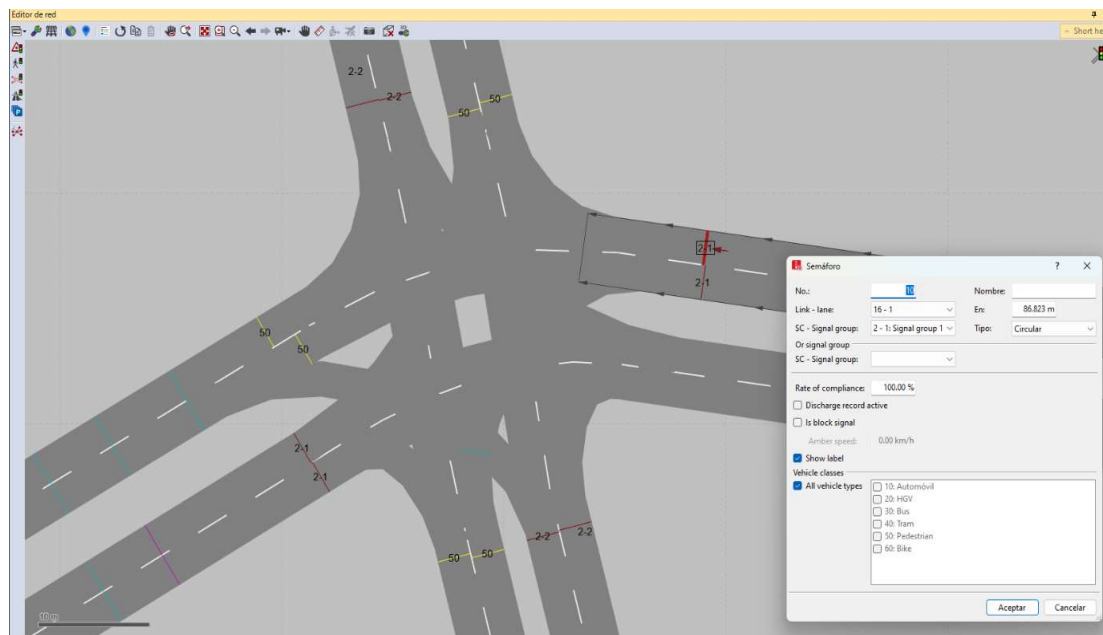 Editor de red
Short he
2-2
2-2
50
50
2-1
2-1
50
50
2-1
2-1
50
50
2-2
2-2
10 m
Semáforo
No.: 10 Nombre:
Link - lane: 16 - 1 En: 86.823 m
SC - Signal group: 2 - 1: Signal group 1 Tipo: Circular
Or signal group
SC - Signal group:
Rate of compliance: 100.00 %
Discharge record active
Is block signal
Amber speed: 0.00 km/h
Show label
Vehicle classes
All vehicle types
10: Automóvil
20: HGV
30: Bus
40: Tram
50: Pedestrian
60: Bike
Aceptar Cancelar